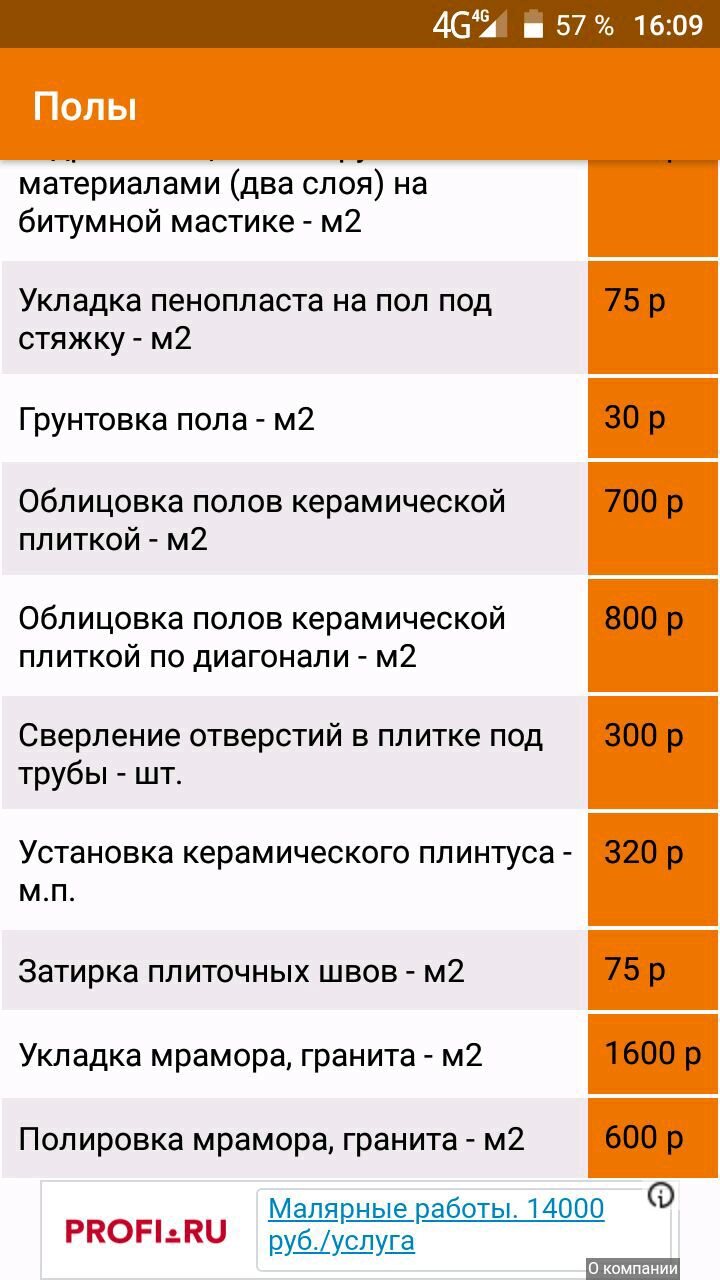 4G 4G 57 % 16:09
Полы
материалами (два слоя) на
битумной мастике - м2
Укладка пенопласта на пол под
стяжку - м2
75 р
Грунтовка пола - м2
30 р
Облицовка полов керамической
плиткой - м2
700 р
Облицовка полов керамической
плиткой по диагонали - м2
800 р
Сверление отверстий в плитке под
трубы - шт.
300 р
Установка керамического плинтуса -
м.п.
320 р
Затирка плиточных швов - м2
75 р
Укладка мрамора, гранита - м2
1600 р
Полировка мрамора, гранита - м2
600 р
PROFI.RU
Малярные работы. 14000
руб./услуга
О компании